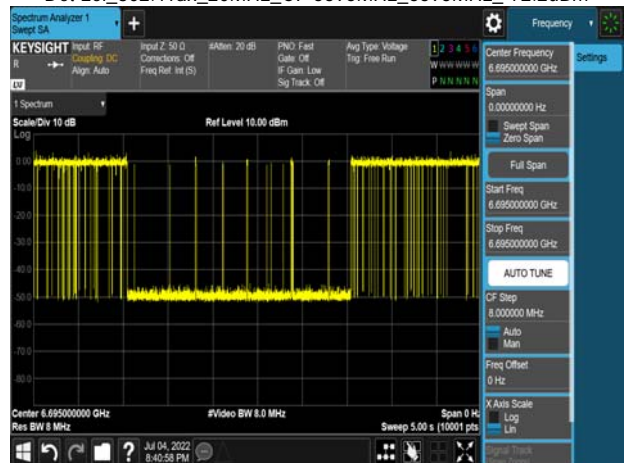 Spectrum Analyzer 1
Swept SA
+
Frequency
KEYSIGHT
R
LXI
Input: RF
Coupling: DC
Align: Auto
Input Z: 50 Ω
Corrections: Off
Freq Ref: Int (S)
#Atten: 20 dB
PNO: Fast
Gate: Off
IF Gain: Low
Sig Track: Off
Avg Type: Voltage
Trig: Free Run
1 2 3 4 5 6
W W W W W W
P N N N N N
Center Frequency
6.695000000 GHz
Settings
Span
0.00000000 Hz
Swept Span
Zero Span
Full Span
Start Freq
6.695000000 GHz
Stop Freq
6.695000000 GHz
AUTO TUNE
CF Step
8.000000 MHz
Auto
Man
Freq Offset
0 Hz
X Axis Scale
Log
Lin
Signal Track
1 Spectrum
Scale/Div 10 dB
Ref Level 10.00 dBm
Log
0.00
-10.0
-20.0
-30.0
-40.0
-50.0
-60.0
-70.0
-80.0
Center 6.695000000 GHz
#Video BW 8.0 MHz
Span 0 Hz
Res BW 8 MHz
Sweep 5.00 s (10001 pts
?
Jul 04, 2022
8:40:58 PM